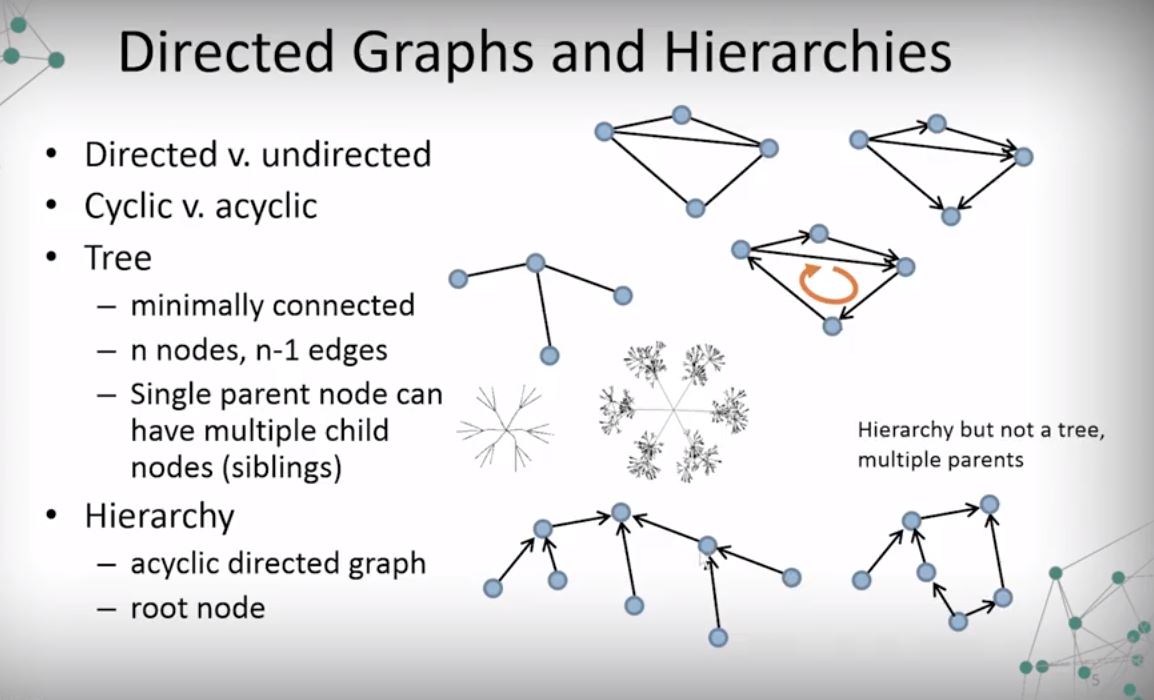 Directed Graphs and Hierarchies
• Directed v. undirected
• Cyclic v. acyclic
• Tree
– minimally connected
– n nodes, n-1 edges
– Single parent node can
have multiple child
nodes (siblings)
Hierarchy but not a tree,
multiple parents
• Hierarchy
– acyclic directed graph
– root node
5